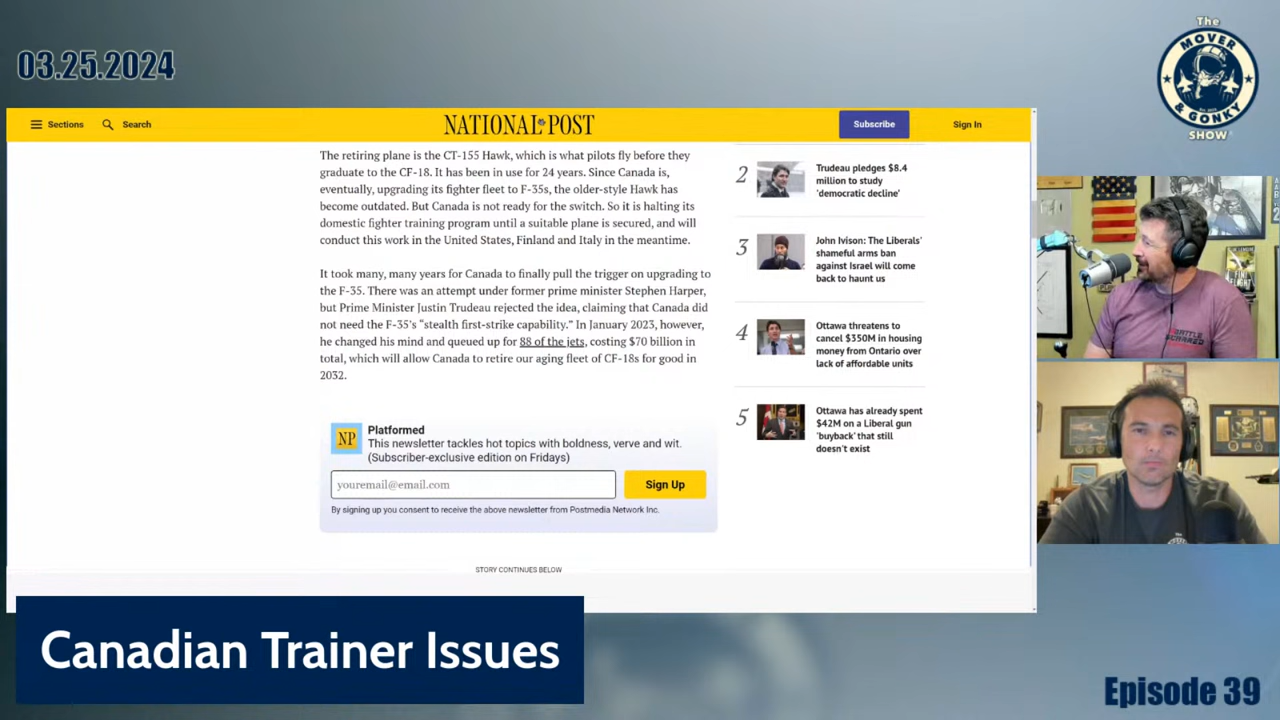 03.25.2024
The
MOVER
& GONKY
SHOW
Sections
Search
NATIONAL POST
Subscribe
Sign In
The retiring plane is the CT-155 Hawk, which is what pilots fly before they
graduate to the CF-18. It has been in use for 24 years. Since Canada is,
eventually, upgrading its fighter fleet to F-35s, the older-style Hawk has
become outdated. But Canada is not ready for the switch. So it is halting its
domestic fighter training program until a suitable plane is secured, and will
conduct this work in the United States, Finland and Italy in the meantime.
It took many, many years for Canada to finally pull the trigger on upgrading to
the F-35. There was an attempt under former prime minister Stephen Harper,
but Prime Minister Justin Trudeau rejected the idea, claiming that Canada did
not need the F-35's “stealth first-strike capability.” In January 2023, however,
he changed his mind and queued up for 88 of the jets, costing $70 billion in
total, which will allow Canada to retire our aging fleet of CF-18s for good in
2032.
NP
Platformed
This newsletter tackles hot topics with boldness, verve and wit.
(Subscriber-exclusive edition on Fridays)
youremail@email.com
Sign Up
By signing up you consent to receive the above newsletter from Postmedia Network Inc.
STORY CONTINUES BELOW
2
Trudeau pledges $8.4
million to study
'democratic decline'
3
John Ivison: The Liberals'
shameful arms ban
against Israel will come
back to haunt us
4
Ottawa threatens to
cancel $350M in housing
money from Ontario over
lack of affordable units
5
Ottawa has already spent
$42M on a Liberal gun
'buyback' that still
doesn't exist
BATTLE
SCARRED
Canadian Trainer Issues
Episode 39